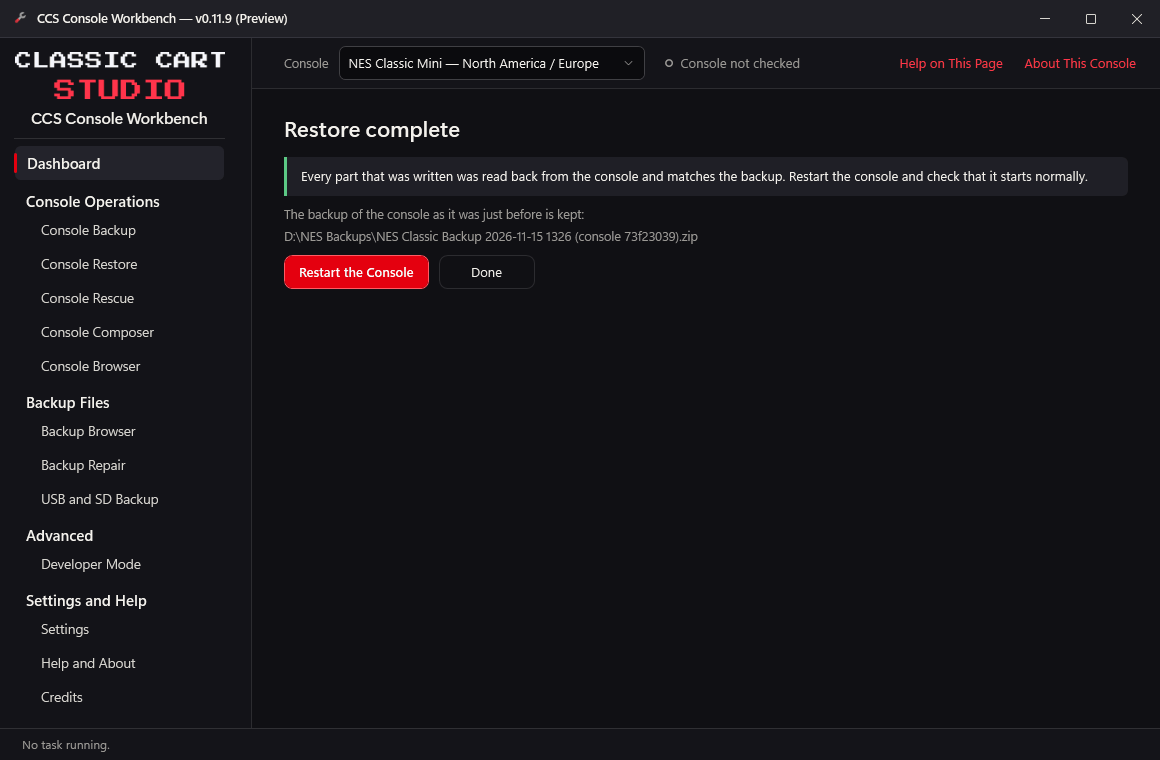 CCS Console Workbench — v0.11.9 (Preview)
CLASSIC CART
STUDIO
CCS Console Workbench
Dashboard
Console Operations
Console Backup
Console Restore
Console Rescue
Console Composer
Console Browser
Backup Files
Backup Browser
Backup Repair
USB and SD Backup
Advanced
Developer Mode
Settings and Help
Settings
Help and About
Credits
Console NES Classic Mini — North America / Europe Console not checked Help on This Page About This Console
Restore complete
Every part that was written was read back from the console and matches the backup. Restart the console and check that it starts normally.
The backup of the console as it was just before is kept:
D:\NES Backups\NES Classic Backup 2026-11-15 1326 (console 73f23039).zip
Restart the Console Done
No task running.